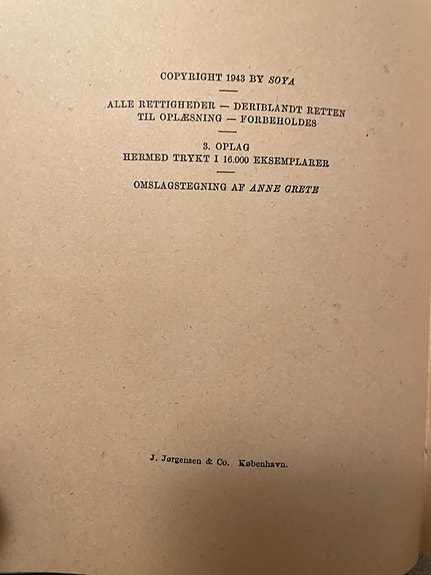 COPYRIGHT 1943 BY SOYA
ALLE RETTIGHEDER — DERIBLANDT RETTEN
TIL OPLÆSNING — FORBEHOLDES
3. OPLAG
HERMED TRYKT I 16.000 EKSEMPLARER
OMSLAGSTEGNING AF ANNE GRETE
J. Jørgensen & Co. København.